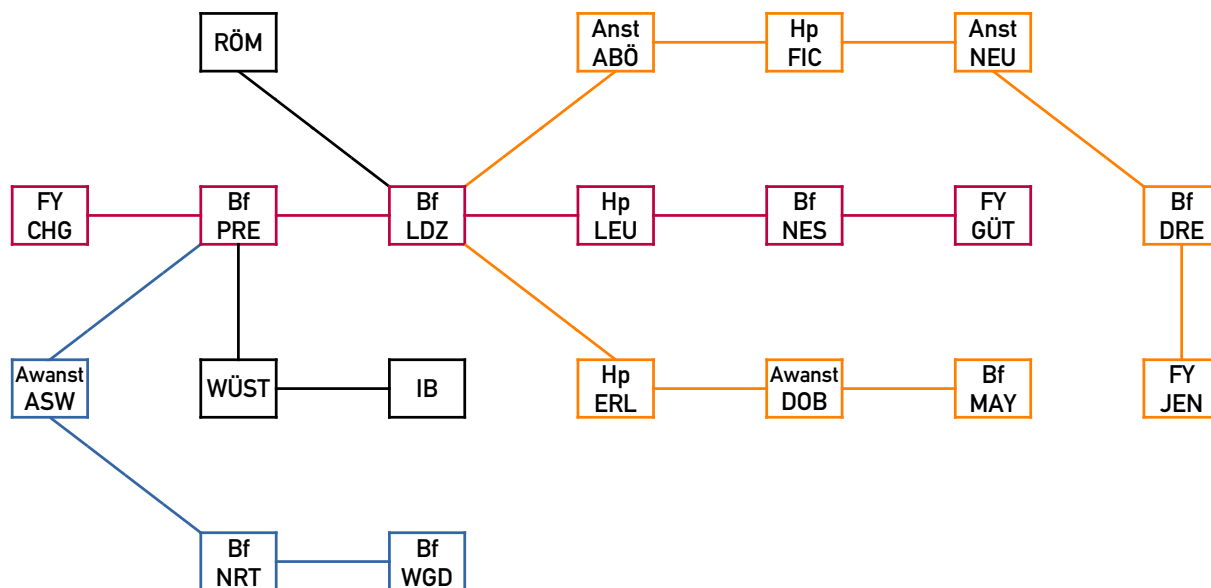 RÖM
Anst
ABÖ
Hp
FIC
Anst
NEU
FY
CHG
Bf
PRE
Bf
LDZ
Hp
LEU
Bf
NES
FY
GÜT
Bf
DRE
Awanst
ASW
WÜST
IB
Hp
ERL
Awanst
DOB
Bf
MAY
FY
JEN
Bf
NRT
Bf
WGD